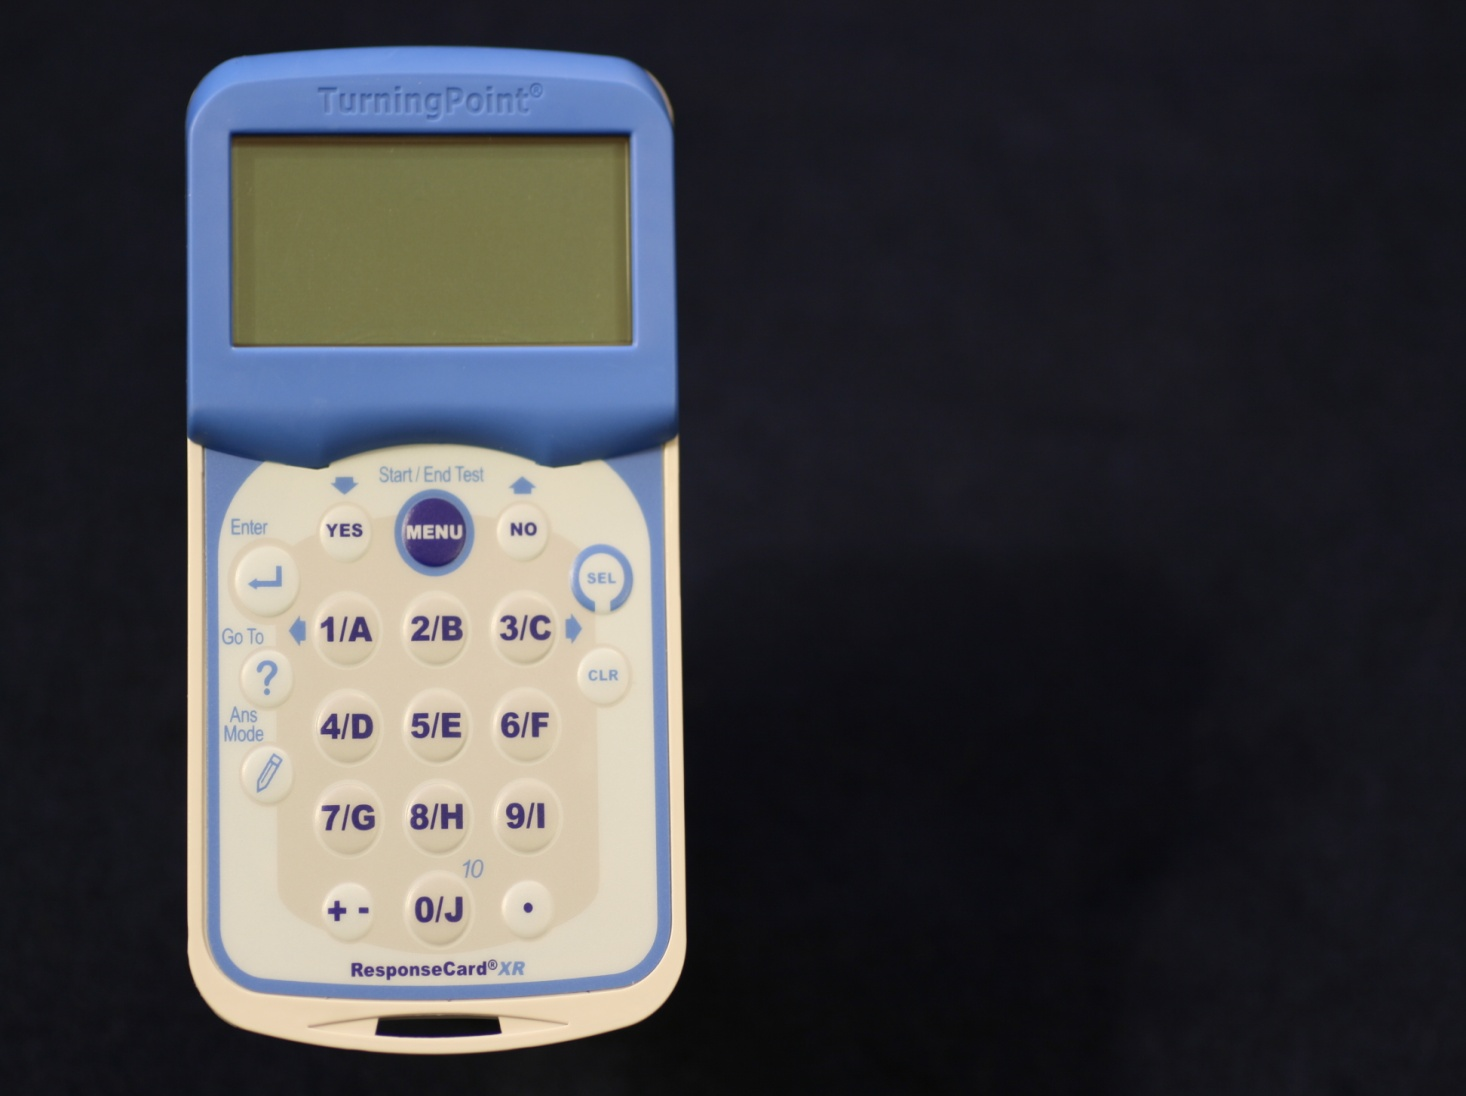 TurningPoint®
Start / End Test
YES
MENU
NO
Enter
SEL
Go To
1/A
2/B
3/C
?
CLR
Ans
Mode
4/D
5/E
6/F
7/G
8/H
9/I
10
+ -
0/J
•
ResponseCard® XR